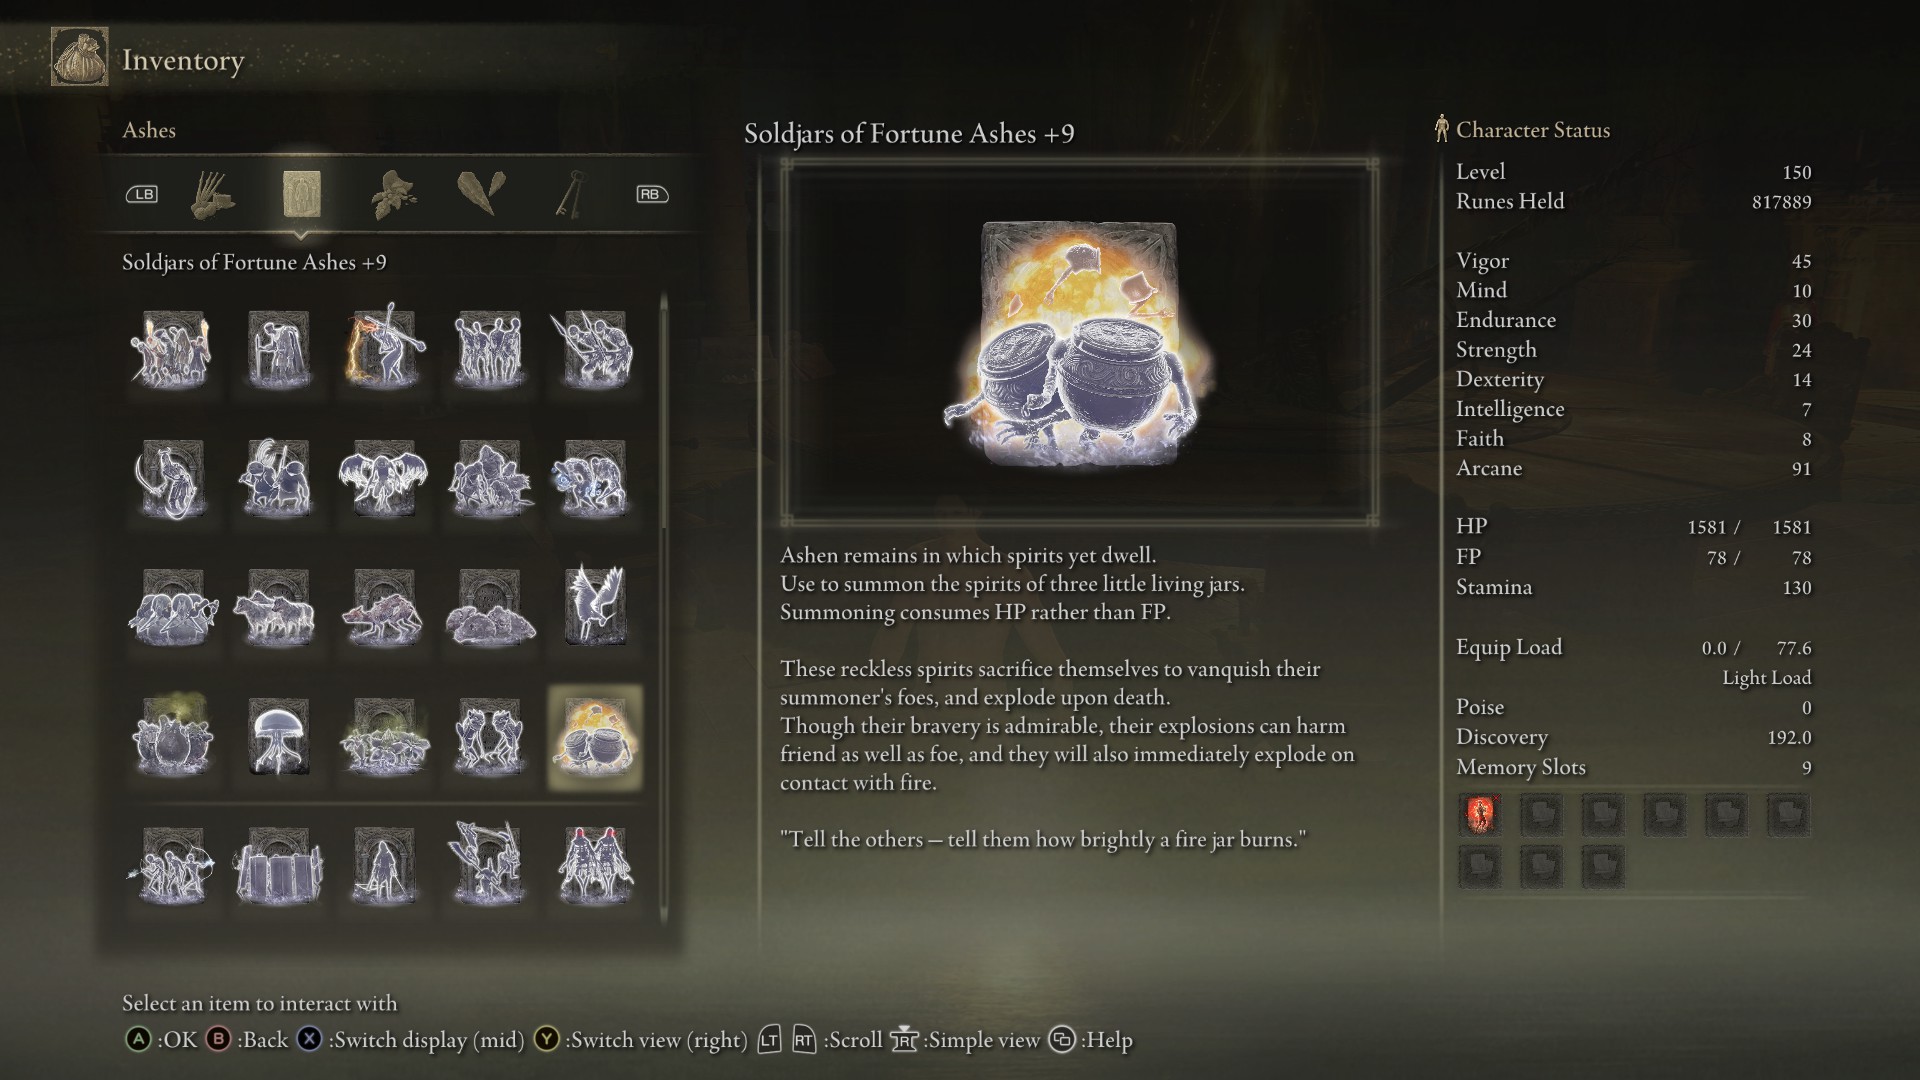 Inventory
Ashes
LB
RB
Soldjars of Fortune Ashes +9
Soldjars of Fortune Ashes +9
Ashen remains in which spirits yet dwell.
Use to summon the spirits of three little living jars.
Summoning consumes HP rather than FP.
These reckless spirits sacrifice themselves to vanquish their
summoner's foes, and explode upon death.
Though their bravery is admirable, their explosions can harm
friend as well as foe, and they will also immediately explode on
contact with fire.
"Tell the others — tell them how brightly a fire jar burns."
Character Status
Level 150
Runes Held 817889
Vigor 45
Mind 10
Endurance 30
Strength 24
Dexterity 14
Intelligence 7
Faith 8
Arcane 91
HP 1581 / 1581
FP 78 / 78
Stamina 130
Equip Load 0.0 / 77.6
Light Load
Poise 0
Discovery 192.0
Memory Slots 9
Select an item to interact with
A :OK B :Back X :Switch display (mid) Y :Switch view (right) LT RT :Scroll R :Simple view :Help